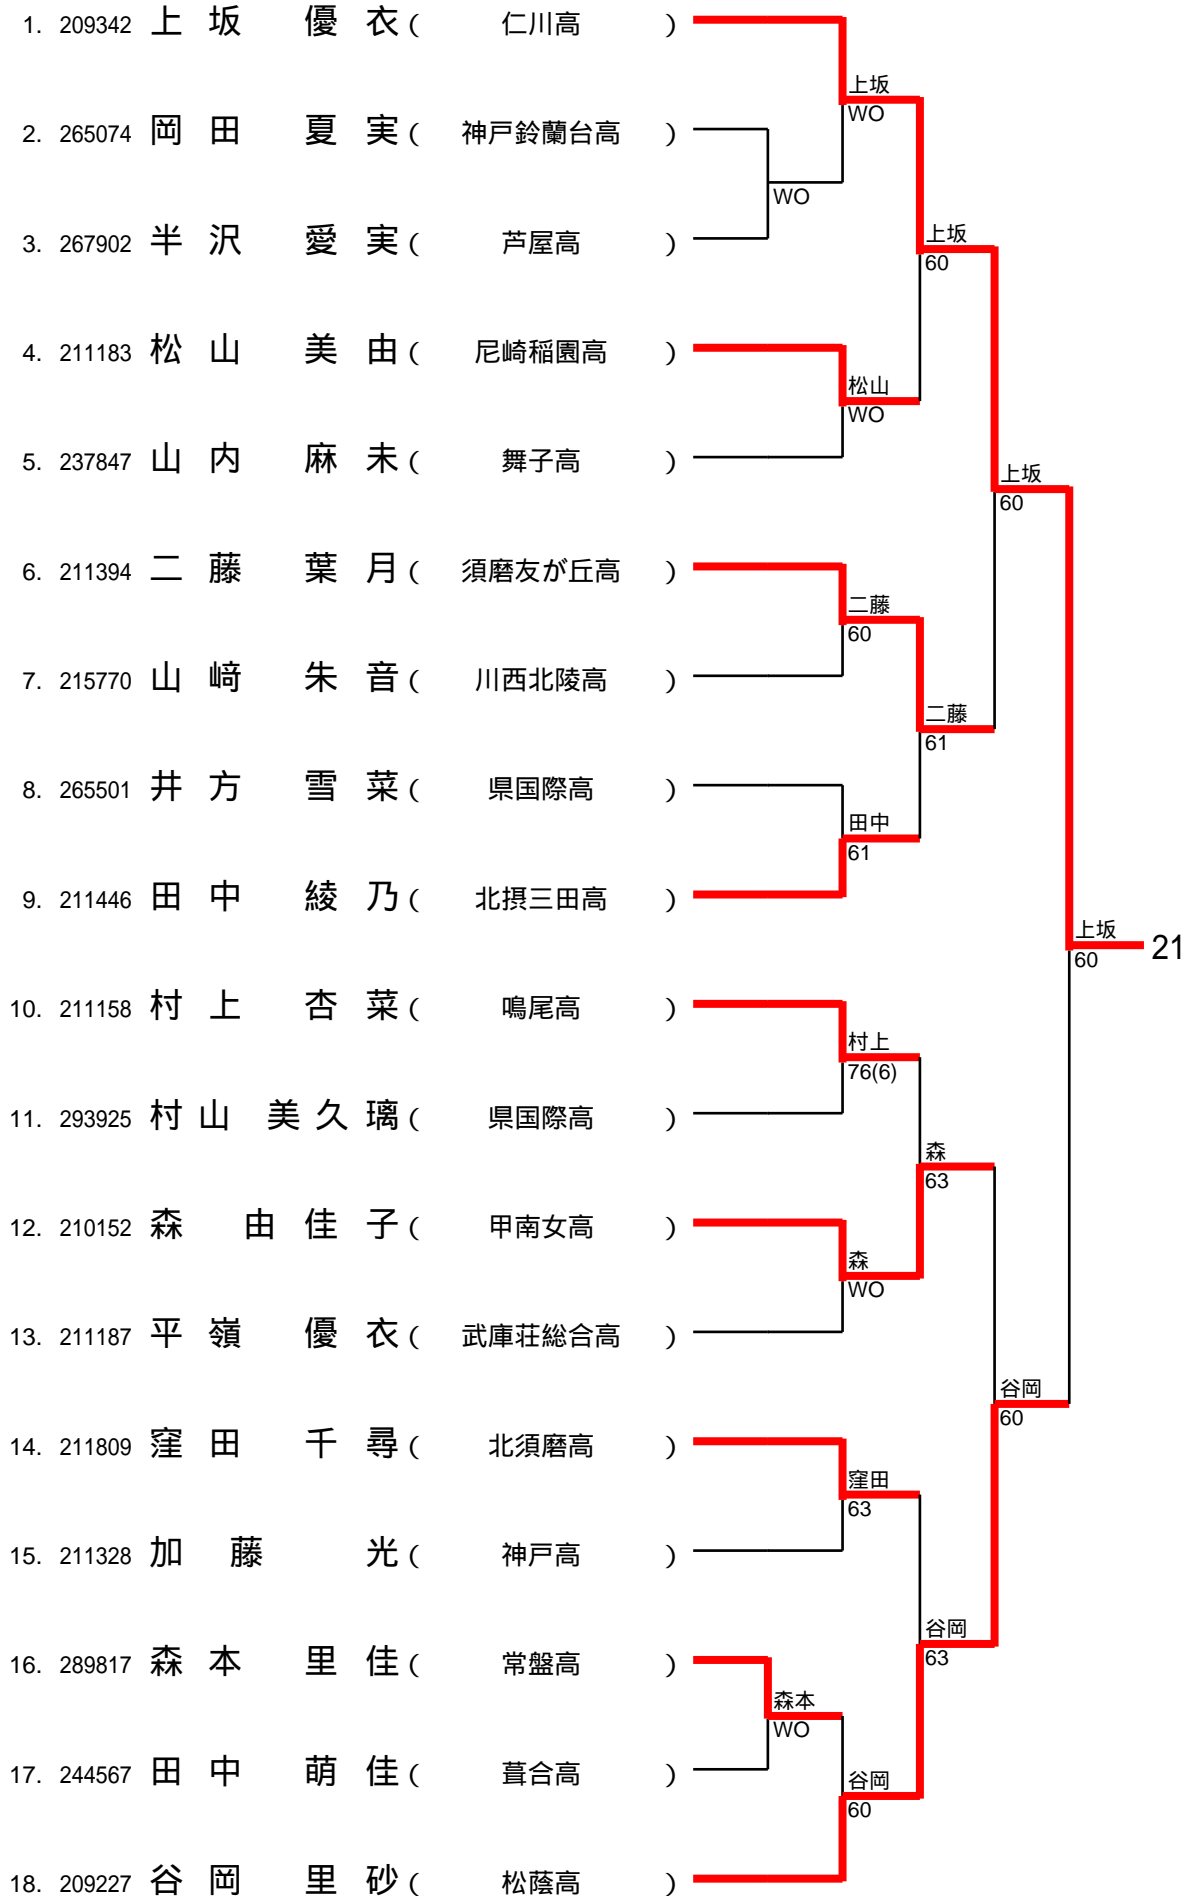 1. 209342 上坂 優衣 ( 仁川高 )
上坂
WO
2. 265074 岡田 夏実 ( 神戸鈴蘭台高 )
WO
3. 267902 半沢 愛実 ( 芦屋高 )
上坂
60
4. 211183 松山 美由 ( 尼崎稲園高 )
松山
WO
5. 237847 山内 麻未 ( 舞子高 )
上坂
60
6. 211394 二藤 葉月 ( 須磨友が丘高 )
二藤
60
7. 215770 山﨑 朱音 ( 川西北陵高 )
二藤
61
8. 265501 井方 雪菜 ( 県国際高 )
田中
61
9. 211446 田中 綾乃 ( 北摂三田高 )
上坂
60
21
10. 211158 村上 杏菜 ( 鳴尾高 )
村上
76(6)
11. 293925 村山 美久璃 ( 県国際高 )
森
63
12. 210152 森 由佳子 ( 甲南女高 )
森
WO
13. 211187 平嶺 優衣 ( 武庫荘総合高 )
谷岡
60
14. 211809 窪田 千尋 ( 北須磨高 )
窪田
63
15. 211328 加藤 光 ( 神戸高 )
谷岡
63
16. 289817 森本 里佳 ( 常盤高 )
森本
WO
17. 244567 田中 萌佳 ( 葺合高 )
谷岡
60
18. 209227 谷岡 里砂 ( 松蔭高 )